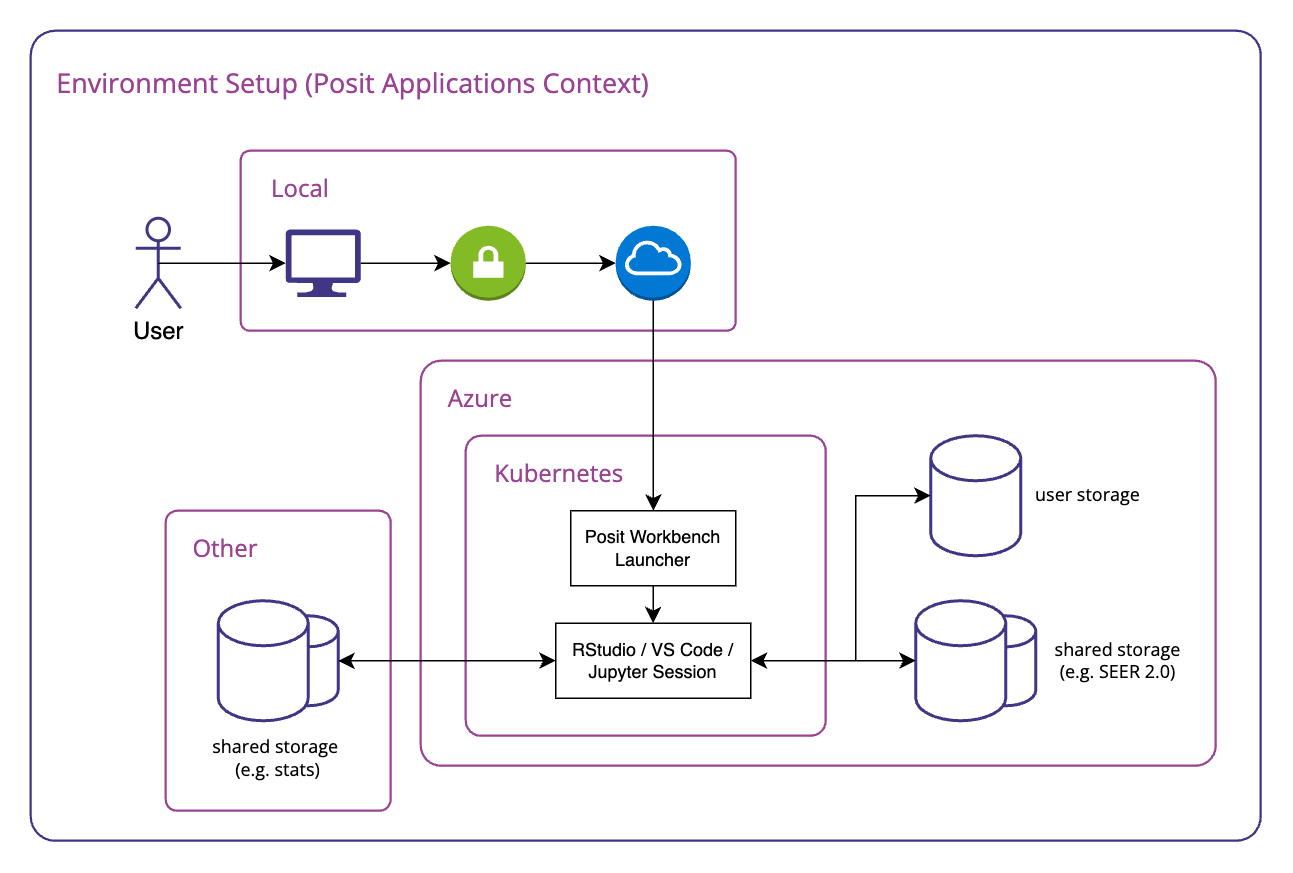 Environment Setup (Posit Applications Context)
Local
User
Azure
Kubernetes
Posit Workbench
Launcher
user storage
Other
RStudio / VS Code /
Jupyter Session
shared storage
(e.g. SEER 2.0)
shared storage
(e.g. stats)